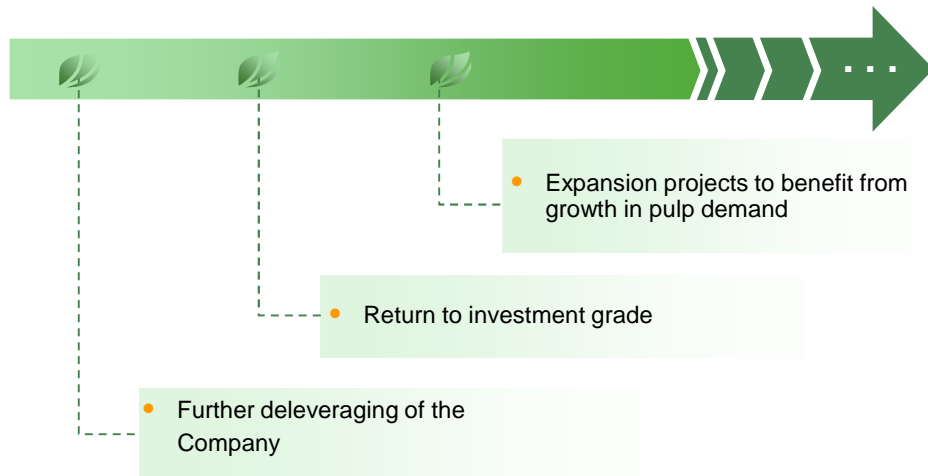 ...
Expansion projects to benefit from
growth in pulp demand
Return to investment grade
Further deleveraging of the
Company